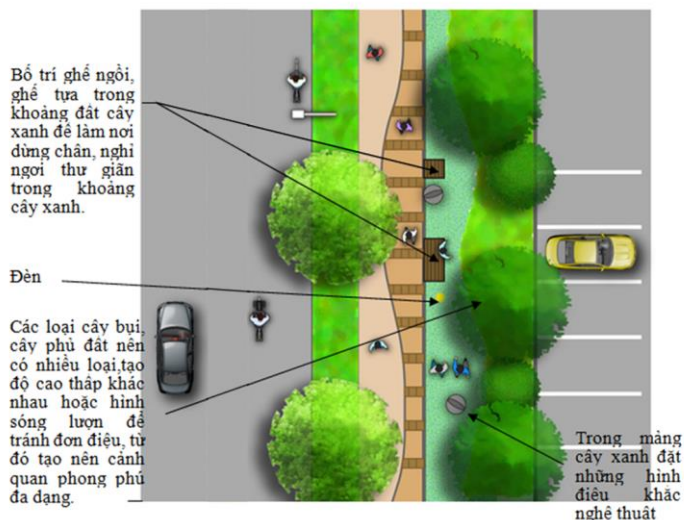 Bố trí ghế ngồi,
ghế tựa trong
khoảng đất cây
xanh để làm nơi
dừng chân, nghỉ
ngơi thư giãn
trong khoảng
cây xanh.
Đèn
Các loại cây bụi,
cây phủ đất nên
có nhiều loại,tạo
độ cao thấp khác
nhau hoặc hình
sóng lượn để
tránh đơn điệu, từ
đó tạo nên cảnh
quan phong phú
đa dạng.
Trong mảng
cây xanh đặt
những hình
điêu khắc
nghệ thuật